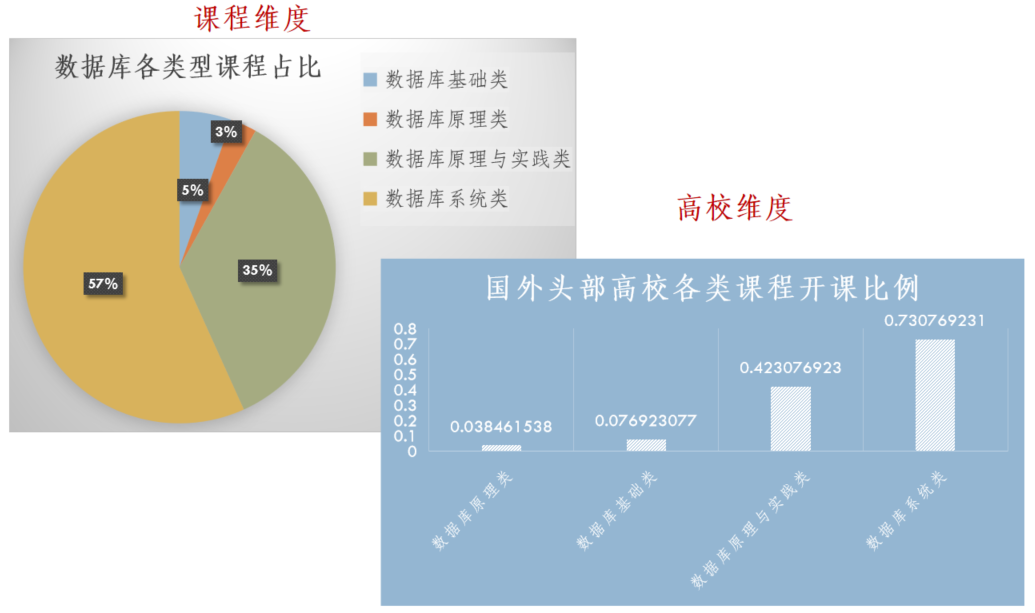 课程维度
数据库各类型课程占比
数据库基础类
数据库原理类
数据库原理与实践类
数据库系统类
3%
5%
35%
57%
高校维度
国外头部高校各类课程开课比例
0.8
0.7
0.6
0.5
0.4
0.3
0.2
0.1
0
0.038461538
0.076923077
0.423076923
0.730769231
数据库原理类
数据库基础类
数据库原理与实践类
数据库系统类